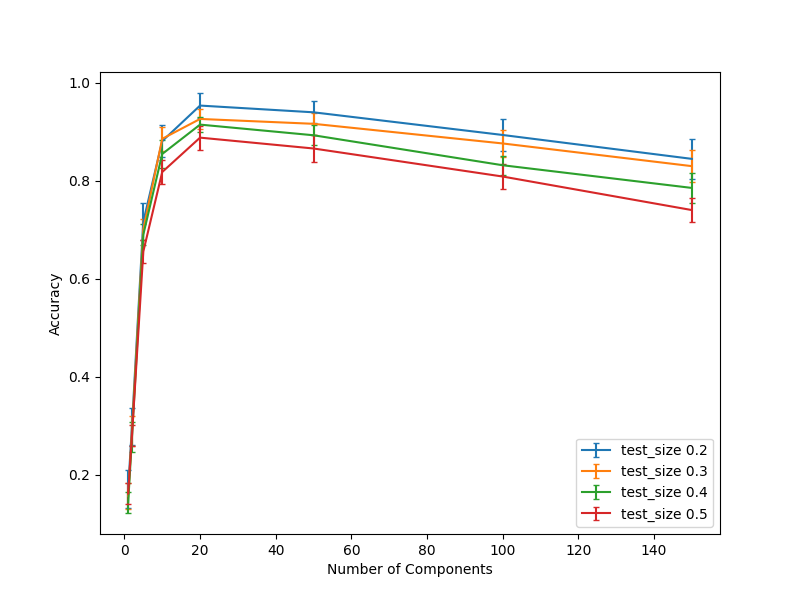 1.0
0.8
0.6
0.4
0.2
Accuracy
0 20 40 60 80 100 120 140
Number of Components
test_size 0.2
test_size 0.3
test_size 0.4
test_size 0.5